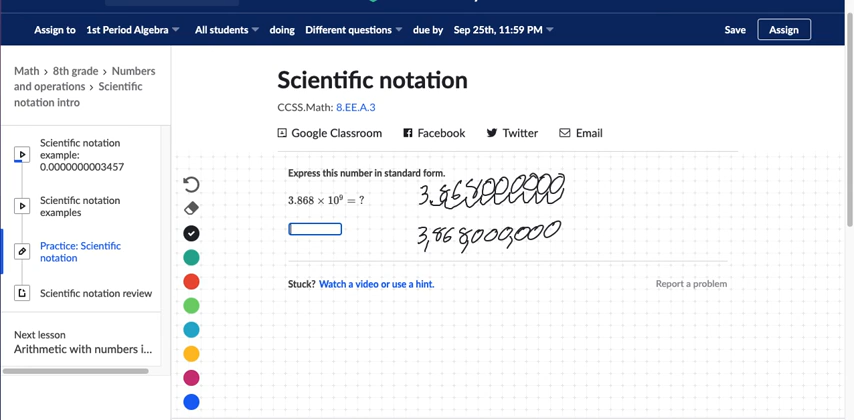 Assign to 1st Period Algebra All students doing Different questions due by Sep 25th, 11:59 PM Save Assign
Math > 8th grade > Numbers
and operations > Scientific
notation intro
Scientific notation
example:
0.0000000003457
Scientific notation
examples
Practice: Scientific
notation
Scientific notation review
Next lesson
Arithmetic with numbers i...
Scientific notation
CCSS.Math: 8.EE.A.3
Google Classroom Facebook Twitter Email
Express this number in standard form.
3.868 × 10⁹ = ?
3,868,000,000
Stuck? Watch a video or use a hint. Report a problem